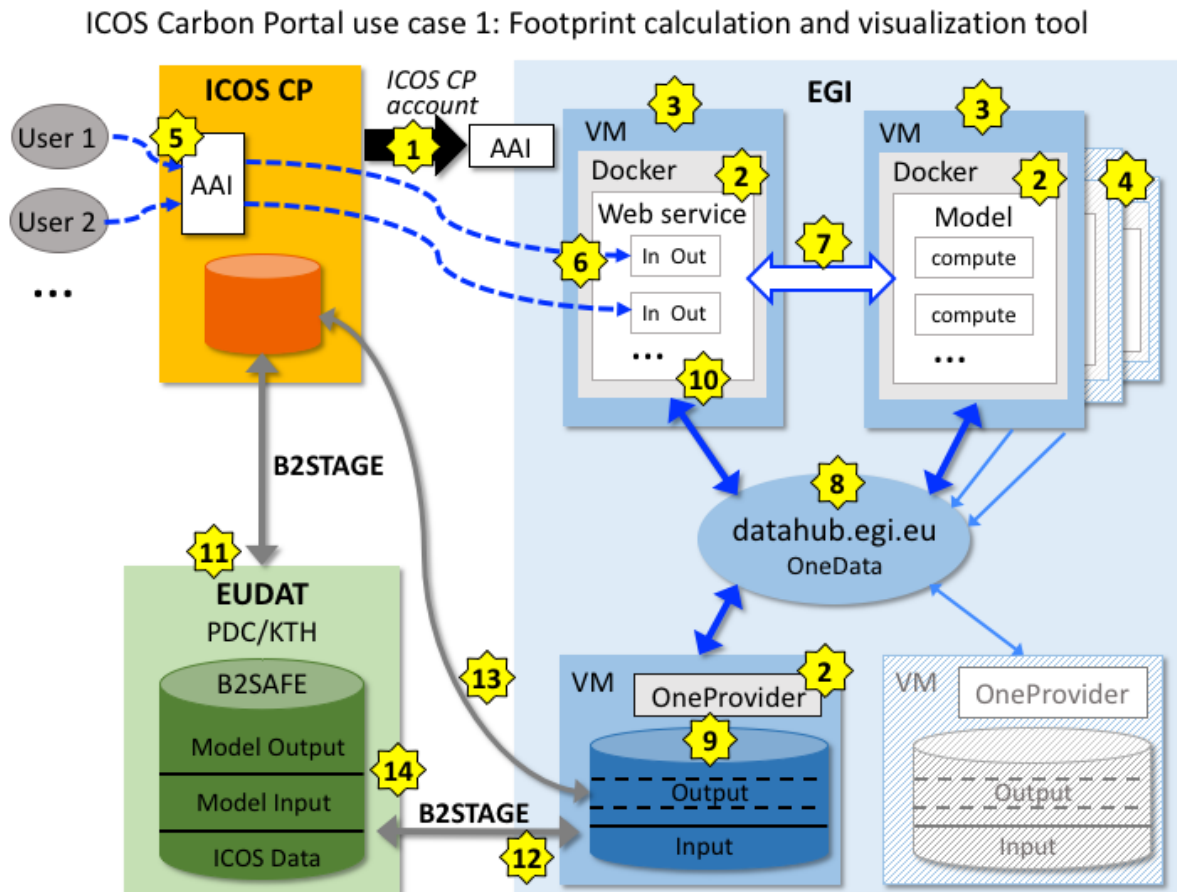 ICOS Carbon Portal use case 1: Footprint calculation and visualization tool
ICOS CP
User 1
User 2
...
5
AAI
ICOS CP
account
1
AAI
EGI
3
VM
Docker
2
Web service
In Out
6
In Out
...
10
7
3
VM
Docker
2
4
Model
compute
compute
...
B2STAGE
8
datahub.egi.eu
OneData
11
EUDAT
PDC/KTH
B2SAFE
Model Output
Model Input
ICOS Data
13
14
B2STAGE
12
VM
2
OneProvider
9
Output
Input
VM
OneProvider
Output
Input